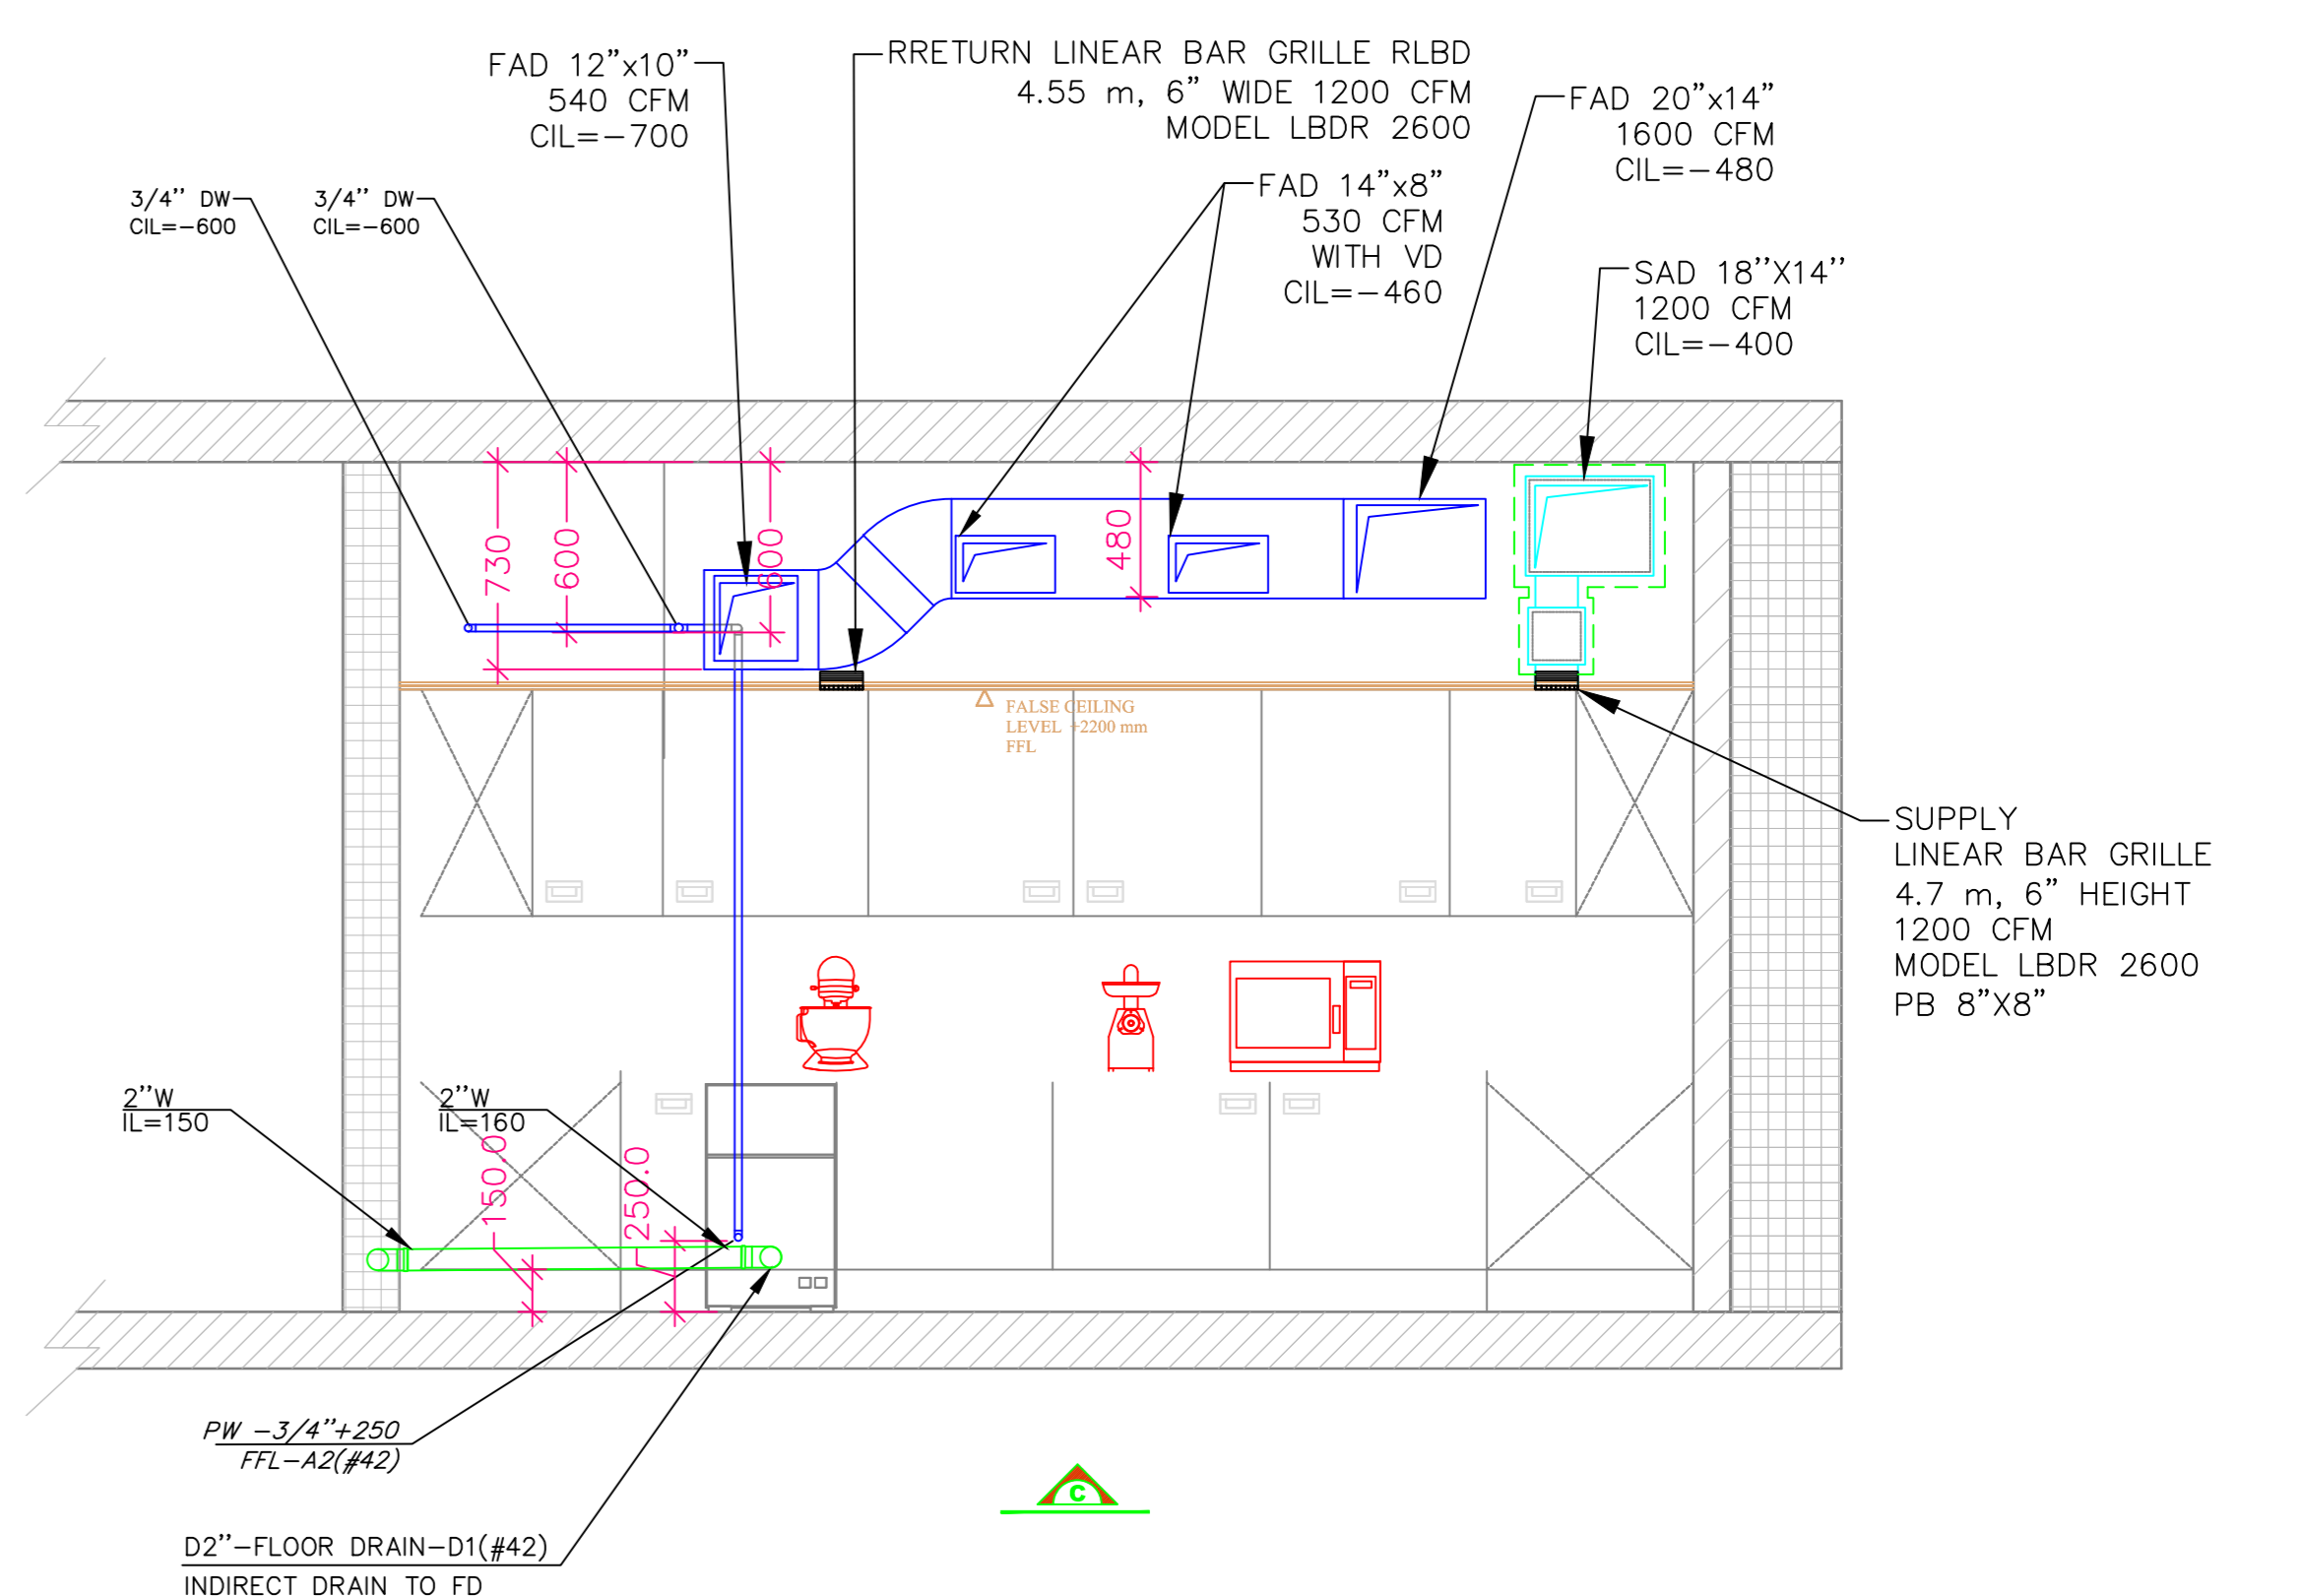 FAD 12”x10”
540 CFM
CIL=−700
RRETURN LINEAR BAR GRILLE RLBD
4.55 m, 6” WIDE 1200 CFM
MODEL LBDR 2600
FAD 20”x14”
1600 CFM
CIL=−480
3/4’’ DW
CIL=−600
3/4’’ DW
CIL=−600
FAD 14”x8”
530 CFM
WITH VD
CIL=−460
SAD 18’’X14’’
1200 CFM
CIL=−400
730
600
600
480
FALSE CEILING
LEVEL +2200 mm
FFL
SUPPLY
LINEAR BAR GRILLE
4.7 m, 6” HEIGHT
1200 CFM
MODEL LBDR 2600
PB 8”X8”
2’’W
IL=150
2’’W
IL=160
150.0
250.0
PW −3/4’’+250
FFL−A2(#42)
C
D2’’−FLOOR DRAIN−D1(#42)
INDIRECT DRAIN TO FD